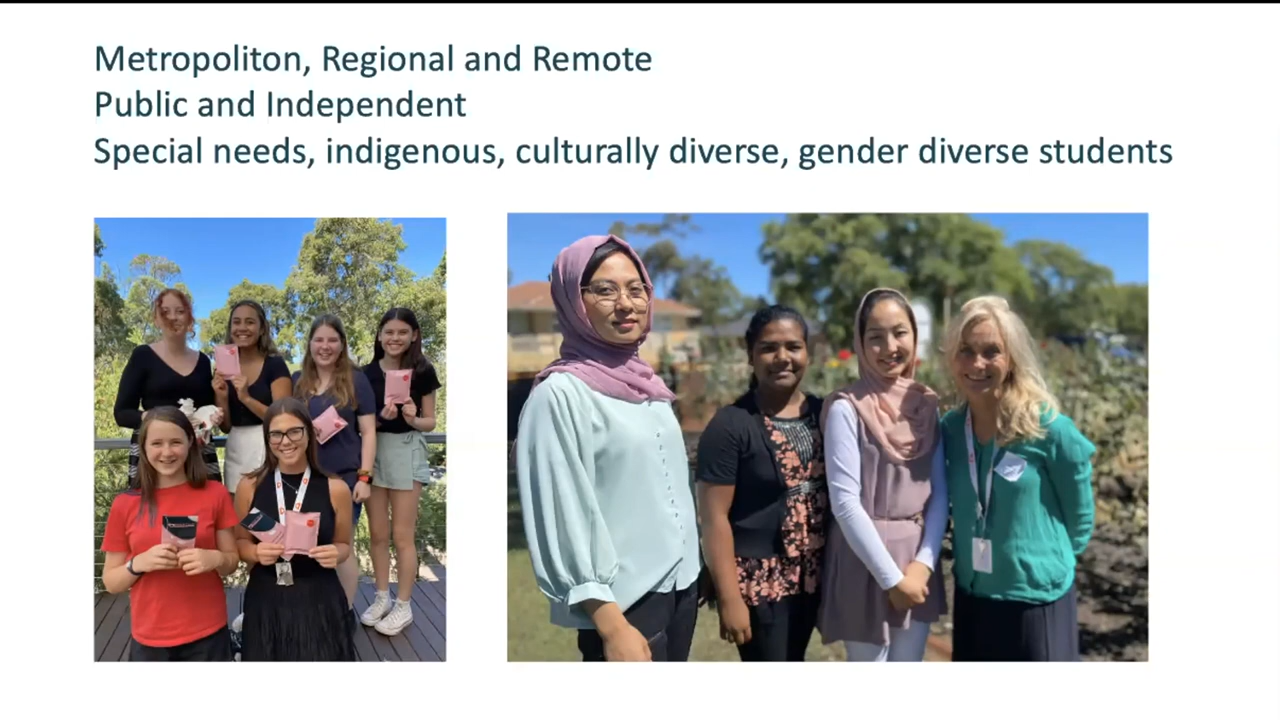 Metropoliton, Regional and Remote
Public and Independent
Special needs, indigenous, culturally diverse, gender diverse students